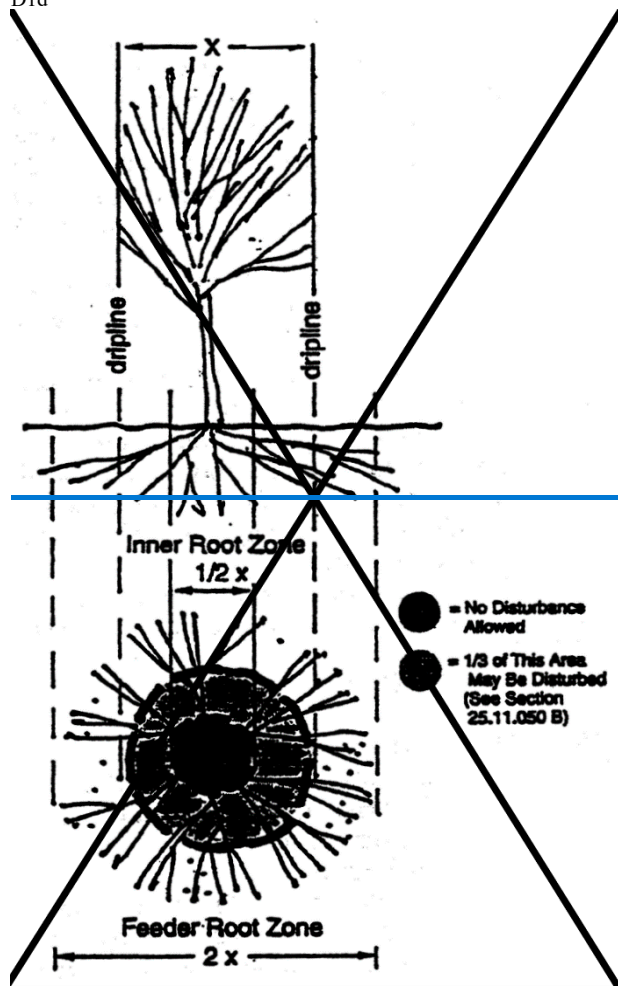 X
dripline
dripline
Inner Root Zone
1/2 x
= No Disturbance
Allowed
= 1/3 of This Area
May Be Disturbed
(See Section
25.11.050 B)
Feeder Root Zone
2 x